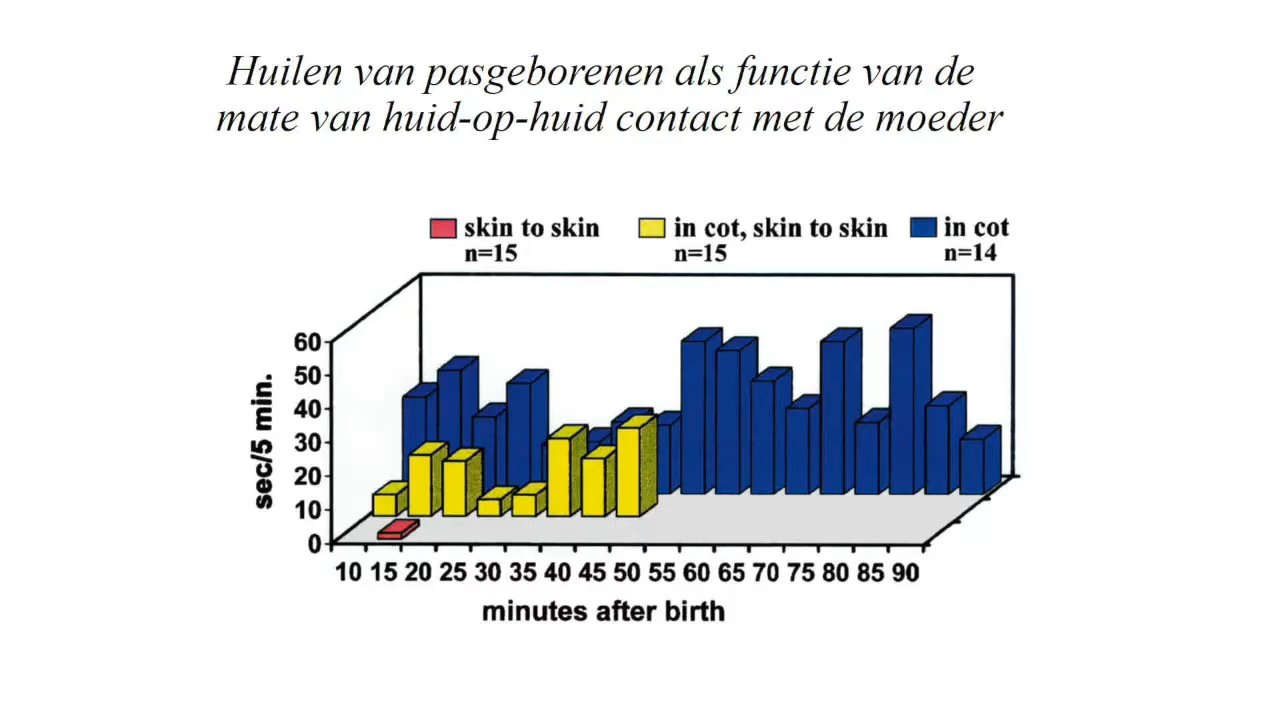 Huilen van pasgeborenen als functie van de
mate van huid-op-huid contact met de moeder
skin to skin
n=15
in cot, skin to skin
n=15
in cot
n=14
60
50
40
30
20
10
0
sec/5 min.
10 15 20 25 30 35 40 45 50 55 60 65 70 75 80 85 90
minutes after birth